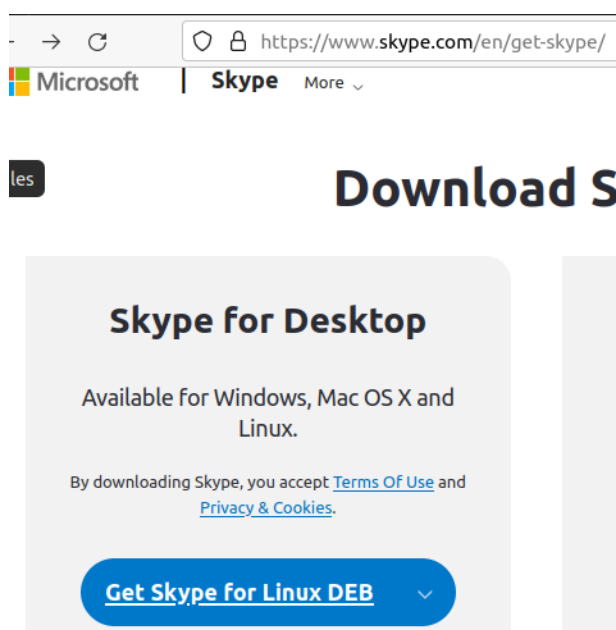 https://www.skype.com/en/get-skype/
Microsoft Skype More
les
Download S
Skype for Desktop
Available for Windows, Mac OS X and
Linux.
By downloading Skype, you accept Terms Of Use and
Privacy & Cookies.
Get Skype for Linux DEB